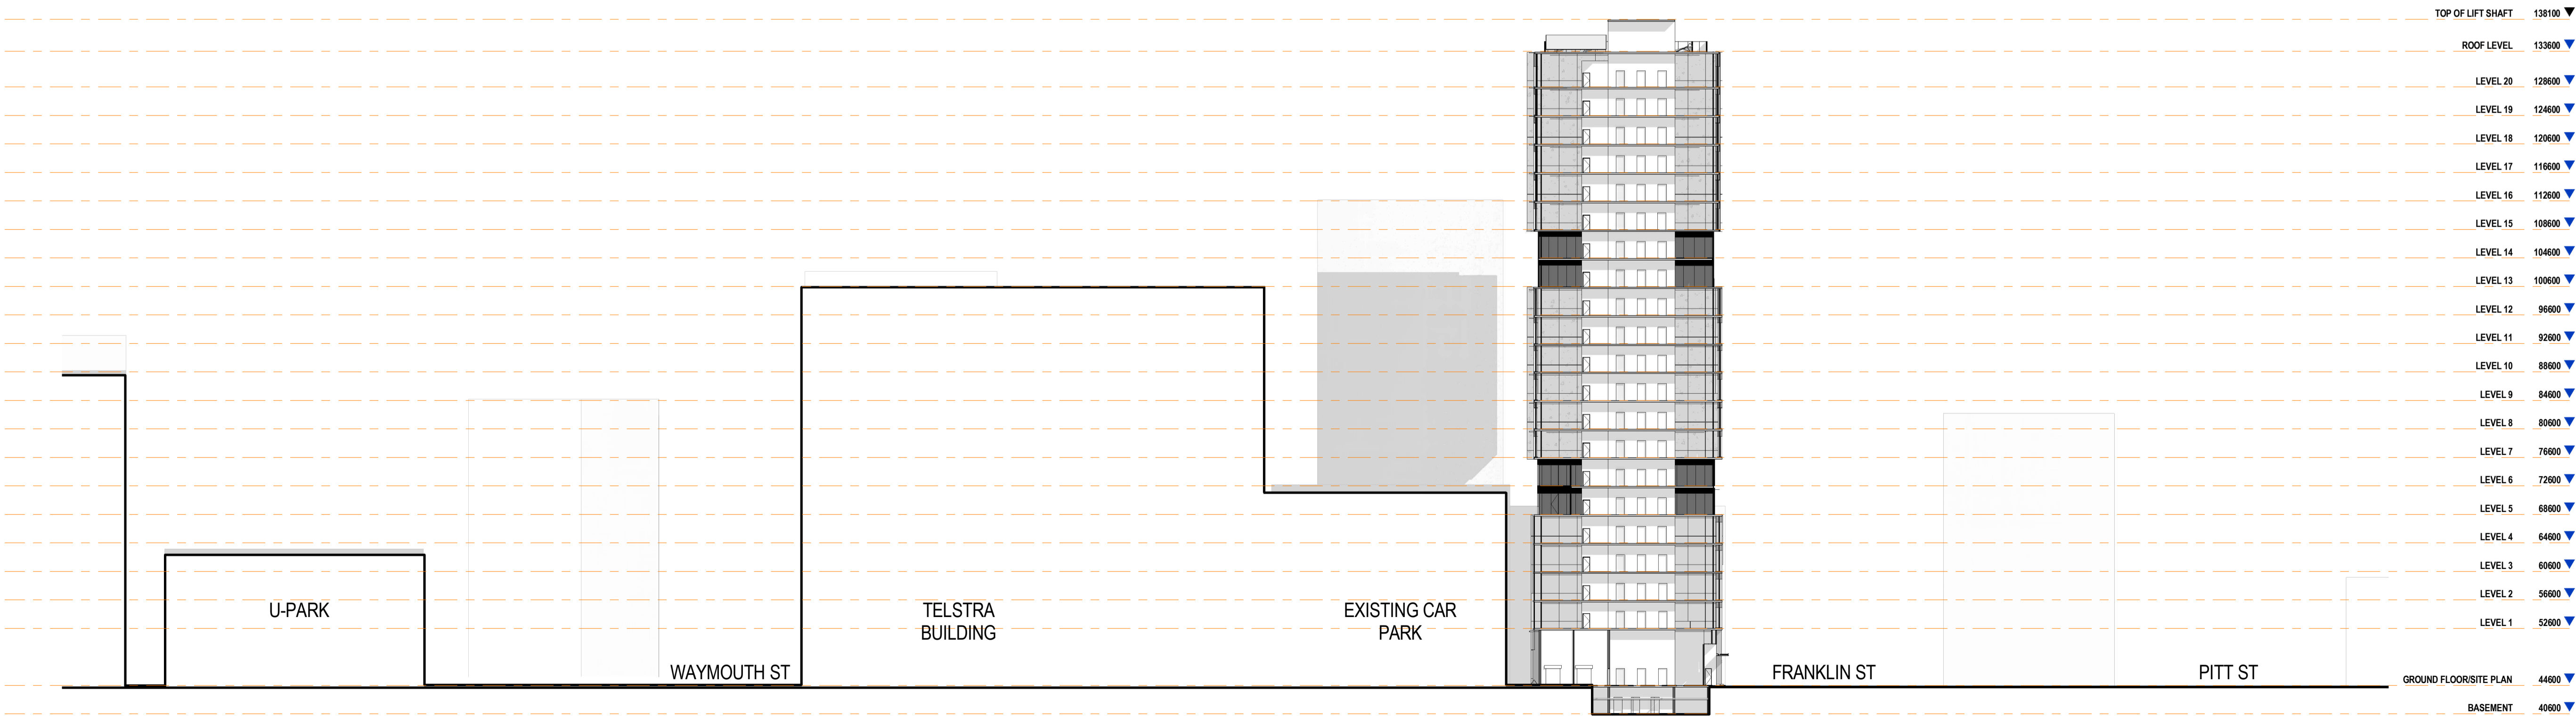 TOP OF LIFT SHAFT 138100
ROOF LEVEL 133600
LEVEL 20 128600
LEVEL 19 124600
LEVEL 18 120600
LEVEL 17 116600
LEVEL 16 112600
LEVEL 15 108600
LEVEL 14 104600
LEVEL 13 100600
LEVEL 12 96600
LEVEL 11 92600
LEVEL 10 88600
LEVEL 9 84600
LEVEL 8 80600
LEVEL 7 76600
LEVEL 6 72600
LEVEL 5 68600
LEVEL 4 64600
LEVEL 3 60600
LEVEL 2 56600
LEVEL 1 52600
GROUND FLOOR/SITE PLAN 44600
BASEMENT 40600
U-PARK
WAYMOUTH ST
TELSTRA
BUILDING
EXISTING CAR
PARK
FRANKLIN ST
PITT ST